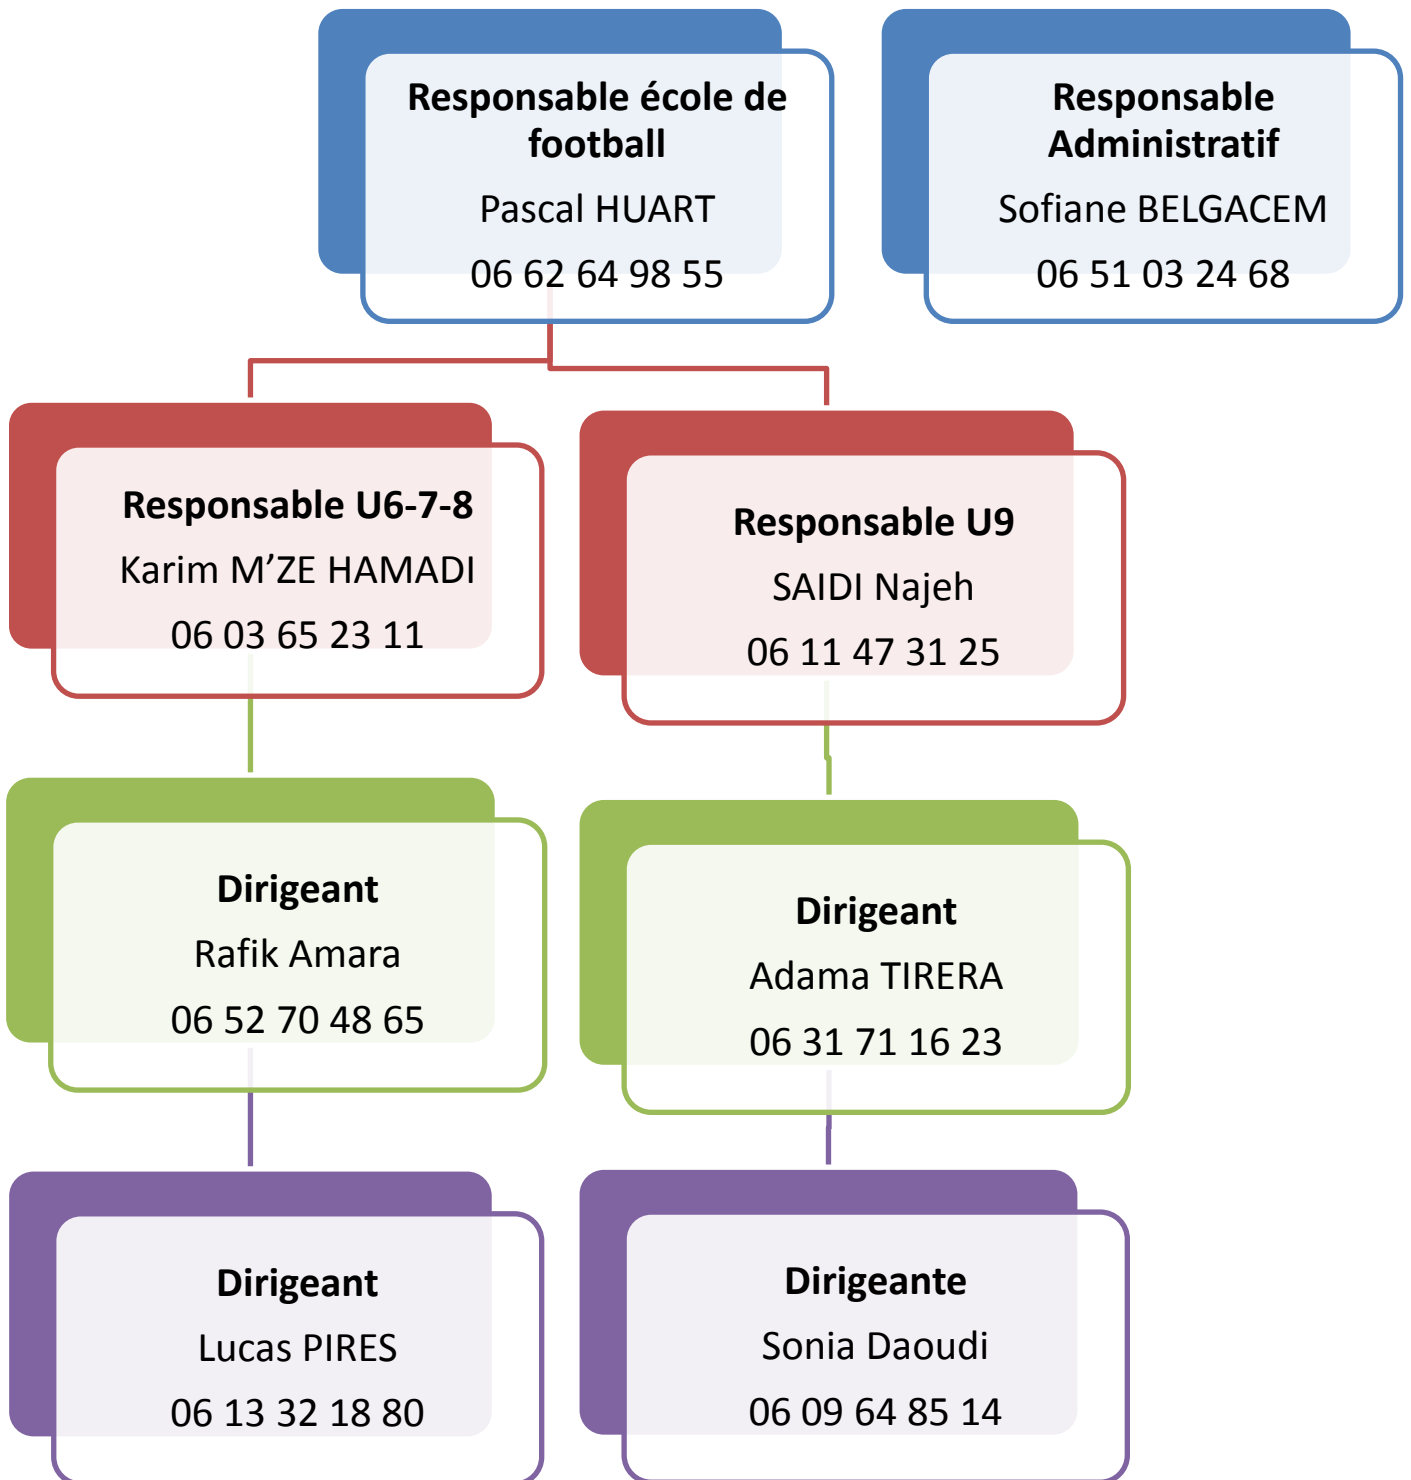 Responsable école de
football
Pascal HUART
06 62 64 98 55
Responsable
Administratif
Sofiane BELGACEM
06 51 03 24 68
Responsable U6-7-8
Karim M’ZE HAMADI
06 03 65 23 11
Responsable U9
SAIDI Najeh
06 11 47 31 25
Dirigeant
Rafik Amara
06 52 70 48 65
Dirigeant
Adama TIRERA
06 31 71 16 23
Dirigeant
Lucas PIRES
06 13 32 18 80
Dirigeante
Sonia Daoudi
06 09 64 85 14